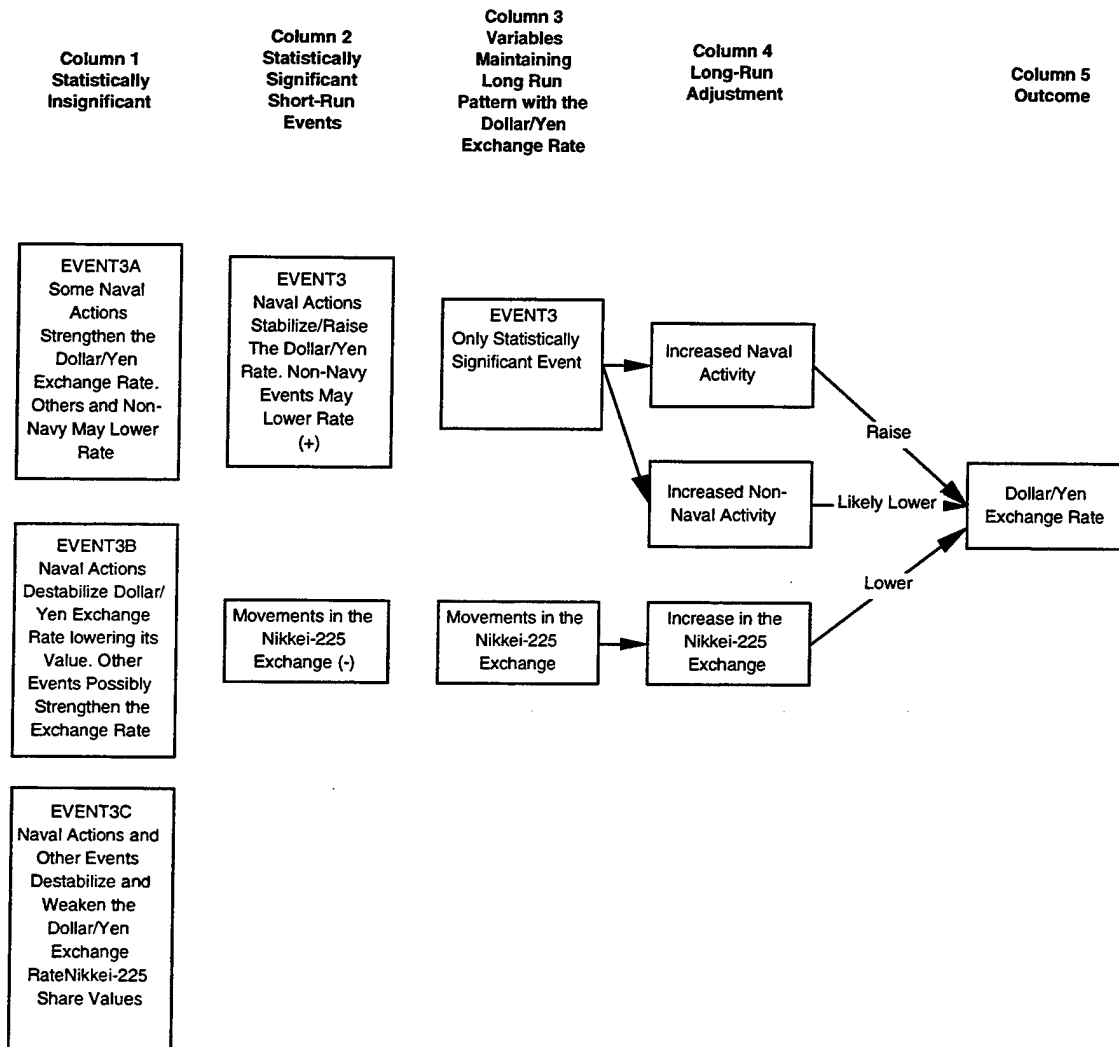 Column 1
Statistically
Insignificant
Column 2
Statistically
Significant
Short-Run
Events
Column 3
Variables
Maintaining
Long Run
Pattern with the
Dollar/Yen
Exchange Rate
Column 4
Long-Run
Adjustment
Column 5
Outcome
EVENT3A
Some Naval
Actions
Strengthen the
Dollar/Yen
Exchange Rate.
Others and Non-
Navy May Lower
Rate
EVENT3B
Naval Actions
Destabilize Dollar/
Yen Exchange
Rate lowering its
Value. Other
Events Possibly
Strengthen the
Exchange Rate
EVENT3C
Naval Actions and
Other Events
Destabilize and
Weaken the
Dollar/Yen
Exchange
RateNikkei-225
Share Values
EVENT3
Naval Actions
Stabilize/Raise
The Dollar/Yen
Rate. Non-Navy
Events May
Lower Rate
(+)
Movements in the
Nikkei-225
Exchange (-)
EVENT3
Only Statistically
Significant Event
Movements in the
Nikkei-225
Exchange
Increased Naval
Activity
Increased Non-
Naval Activity
Increase in the
Nikkei-225
Exchange
Raise
Likely Lower
Lower
Dollar/Yen
Exchange Rate